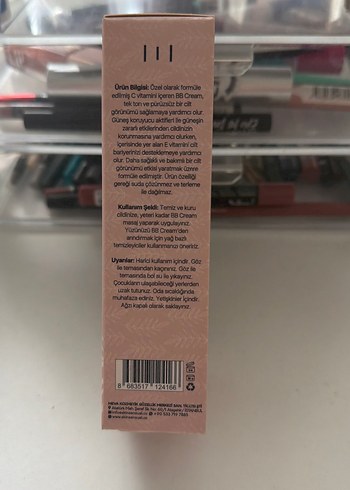 Ürün Bilgisi: Özel olarak formüle
edilmiş C Vitamini içeren BB Cream,
tek ton ve pürüzsüz bir cilt
görünümü sağlamaya yardımcı olur.
Güneş koruyucu aktifleri ile güneşin
zararlı etkilerinden cildinizin
korunmasına yardımcı olurken,
içerisinde yer alan E vitamini cilt
bariyerinizi desteklemeye yardımcı
olur. Daha sağlıklı ve bakımlı bir cilt
görünümü etkisi yaratmak üzere
formüle edilmiştir. Ürün özelliği
gereği suda çözünmez ve terleme
ile dağılmaz.
Kullanım Şekli: Temiz ve kuru
cildinize, yeteri kadar BB Cream
masaj yaparak uygulayınız.
Yüzünüzü BB Cream'den
arındırmak için yağ bazlı
temizleyiciler kullanmanızı öneririz.
Uyarılar: Harici kullanım içindir. Göz
ile temasından kaçınınız. Göz ile
temasında bol su ile yıkayınız.
Çocukların ulaşabileceği yerlerden
uzak tutunuz. Oda sıcaklığında
muhafaza ediniz. Yetişkinler İçindir.
Ağzı kapalı olarak saklayınız.
8 683517 124166